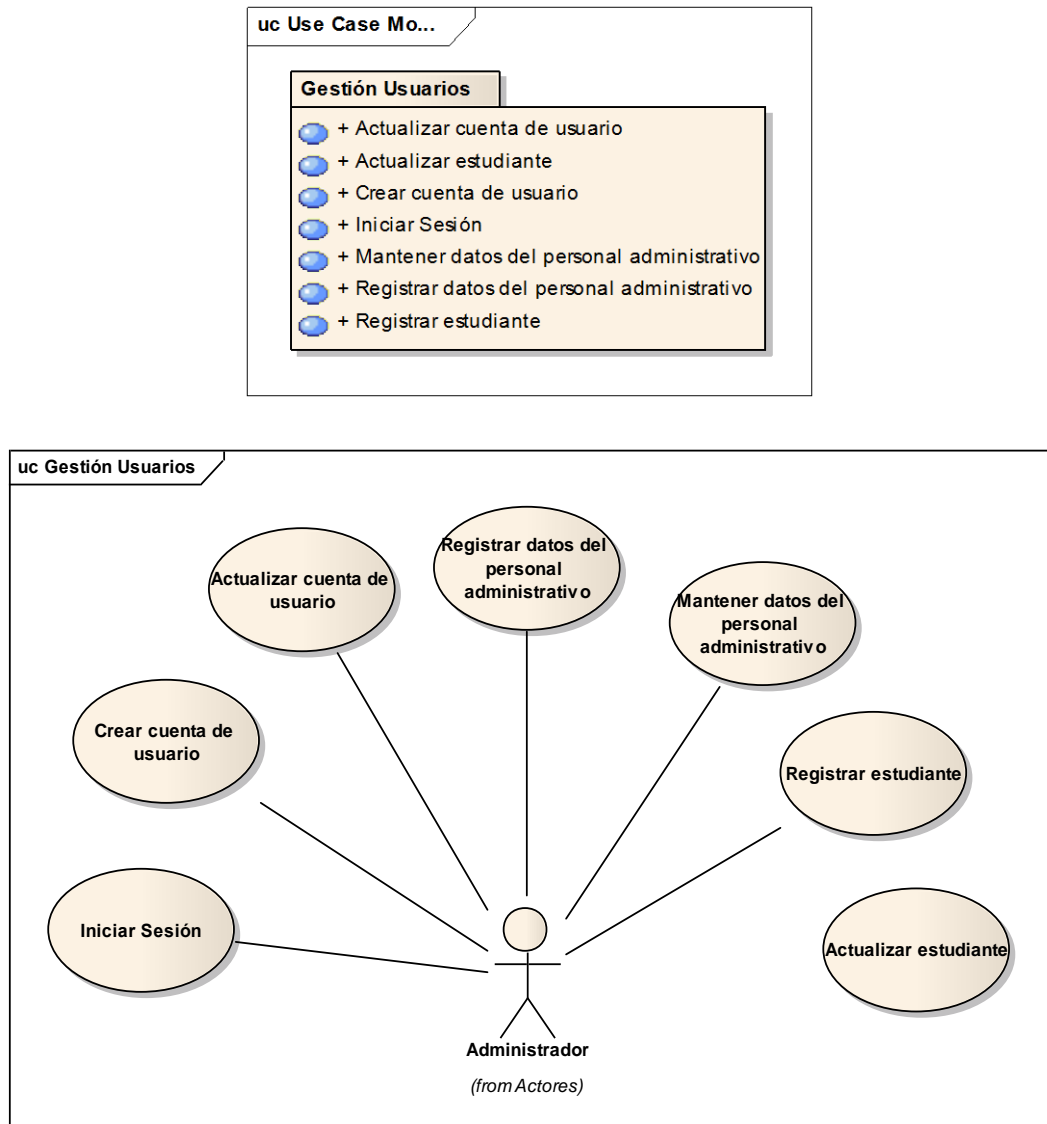 uc Use Case Mo...
Gestión Usuarios
+ Actualizar cuenta de usuario
+ Actualizar estudiante
+ Crear cuenta de usuario
+ Iniciar Sesión
+ Mantener datos del personal administrativo
+ Registrar datos del personal administrativo
+ Registrar estudiante
uc Gestión Usuarios
Registrar datos del
personal
administrativo
Actualizar cuenta de
usuario
Mantener datos del
personal
administrativo
Crear cuenta de
usuario
Registrar estudiante
Iniciar Sesión
Actualizar estudiante
Administrador
(from Actores)